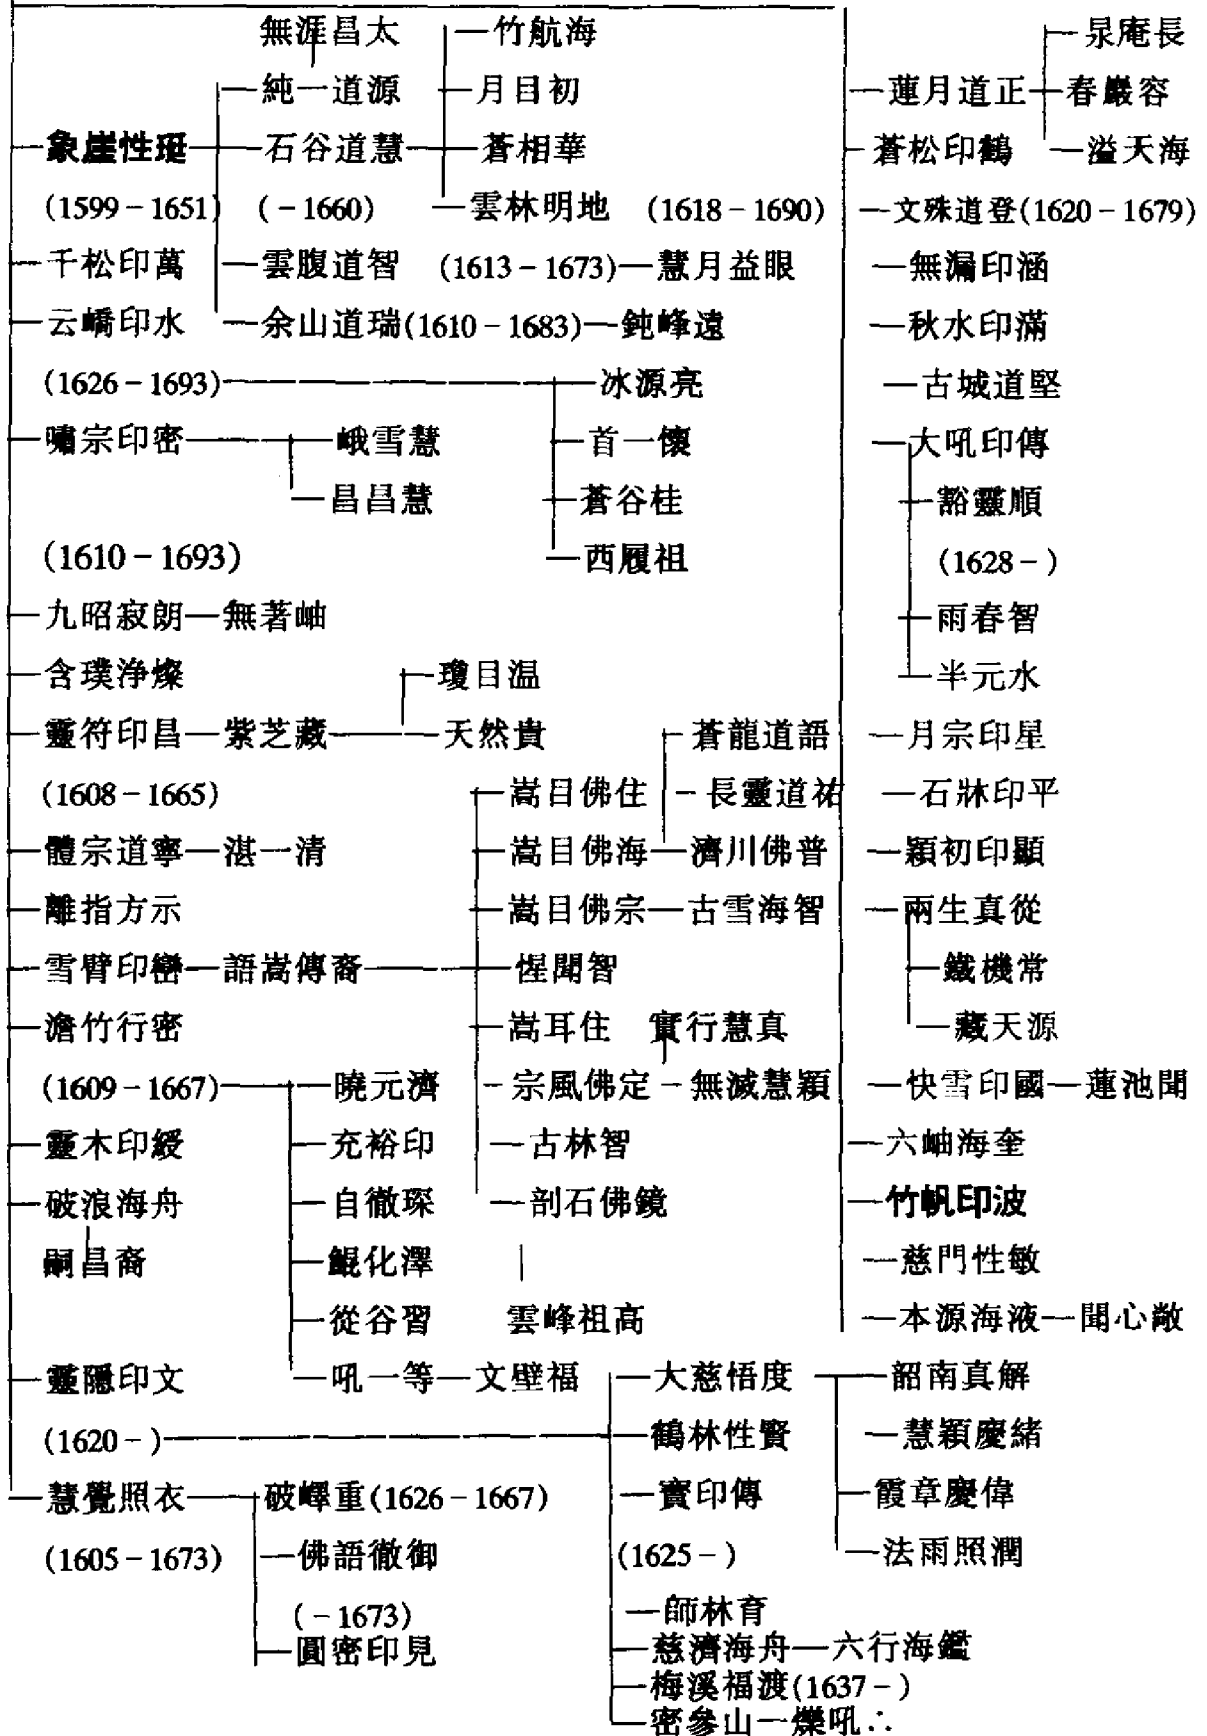 無涯昌太 竹航海 杲庵長
純一道源 月目初 蓮月道正 春巖容
象崖性珽 石谷道慧 蒼相華 蒼松印鶴 溢天海
(1599-1651) (-1660) 雲林明地 (1618-1690) 文殊道登(1620-1679)
千松印萬 雲腹道智 (1613-1673) 慧月益眼 無漏印涵
云嶠印水 余山道瑞(1610-1683) 鈍峰遠 秋水印滿
(1626-1693) 冰源亮 古城道堅
嘯宗印密 峨雪慧 首一懷 大吼印傳
昌昌慧 蒼谷桂 豁靈順
(1610-1693) 西履祖 (1628-)
九昭寂朗 無著岫 雨春智
含璞淨燦 瓊目温 半元水
靈符印昌 紫芝藏 天然貴 蒼龍道語 月宗印星
(1608-1665) 嵩目佛住 長靈道祐 石牀印平
體宗道寧 湛一清 嵩目佛海 濟川佛普 穎初印顯
離指方示 嵩目佛宗 古雪海智 兩生真從
雪臂印巒 語嵩傳裔 惺聞智 鐵機常
澹竹行密 嵩耳住 實行慧真 藏天源
(1609-1667) 曉元濟 宗風佛定 無滅慧穎 快雪印國 蓮池聞
靈木印綬 充裕印 古林智 六岫海奎
破浪海舟 自徹琛 剖石佛鏡 竹帆印波
嗣昌裔 鯤化澤 慈門性敏
從谷習 雲峰祖高 本源海液 聞心敞
靈隱印文 吼一等 文壁福 大慈悟度 韶南真解
(1620-) 鶴林性賢 慧穎慶緒
慧覺照衣 破嶧重(1626-1667) 寶印傳 霞章慶偉
(1605-1673) 佛語徹御 (1625-) 法雨照潤
(-1673) 師林育
圓密印見 慈濟海舟 六行海鑑
梅溪福渡(1637-)
密參山一爍吼∴